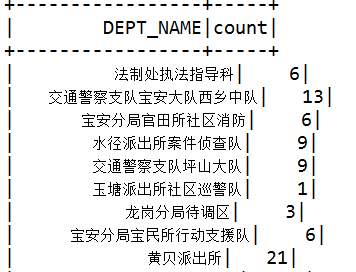 +-----------------+-----+
| DEPT_NAME|count|
+-----------------+-----+
| 法制处执法指导科| 6|
| 交通警察支队宝安大队西乡中队| 13|
| 宝安分局官田所社区消防| 6|
| 水径派出所案件侦查队| 9|
| 交通警察支队坪山大队| 9|
| 玉塘派出所社区巡警队| 1|
| 龙岗分局待调区| 3|
| 宝安分局宝民所行动支援队| 6|
| 黄贝派出所| 21|